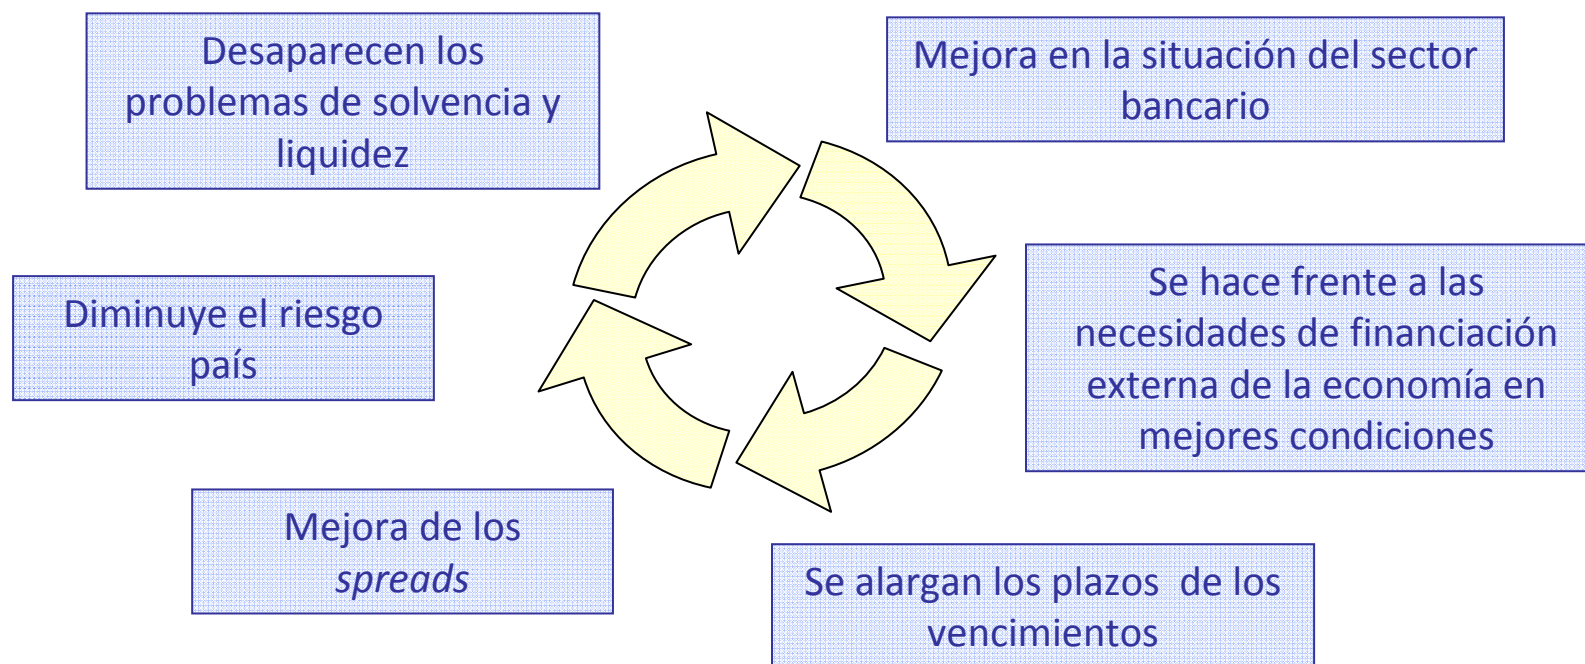 Desaparecen los
problemas de solvencia y
liquidez
Mejora en la situación del sector
bancario
Se hace frente a las
necesidades de financiación
externa de la economía en
mejores condiciones
Se alargan los plazos de los
vencimientos
Mejora de los
spreads
Diminuye el riesgo
país